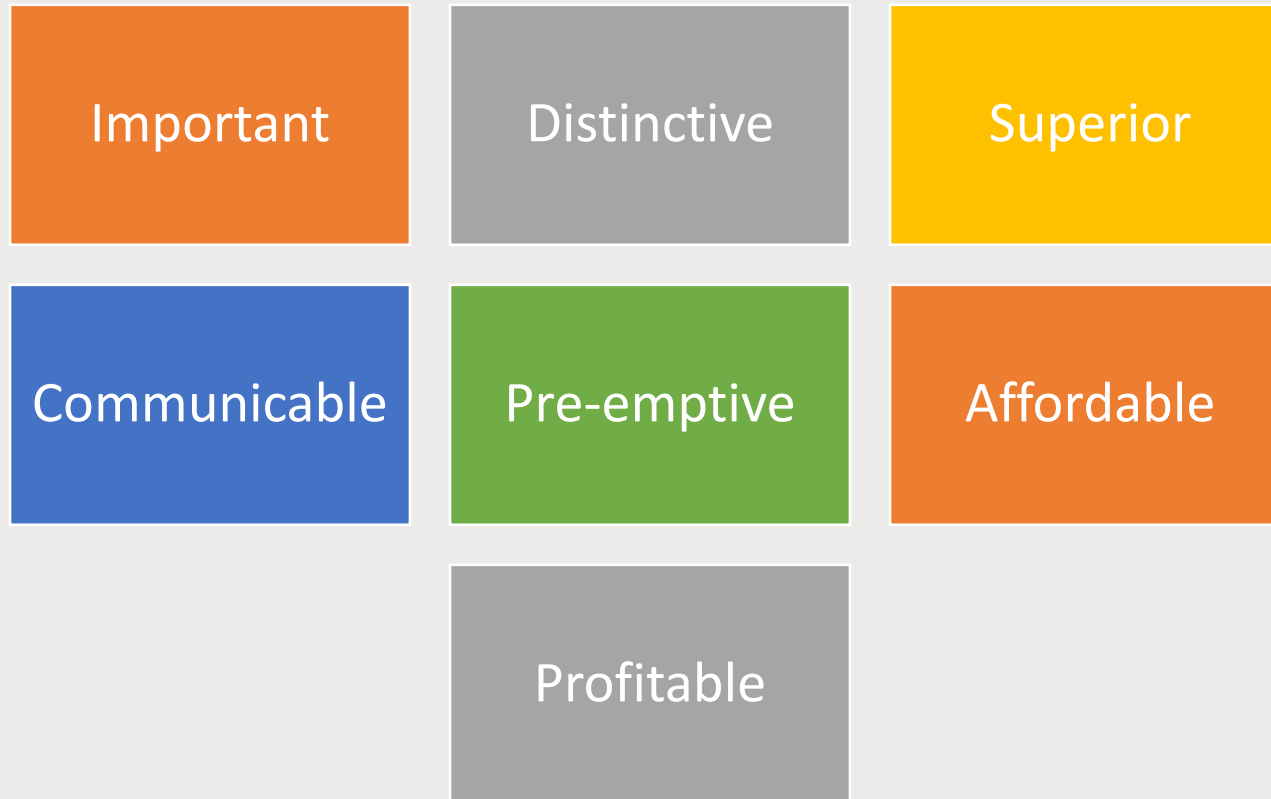 Important
Distinctive
Superior
Communicable
Pre-emptive
Affordable
Profitable